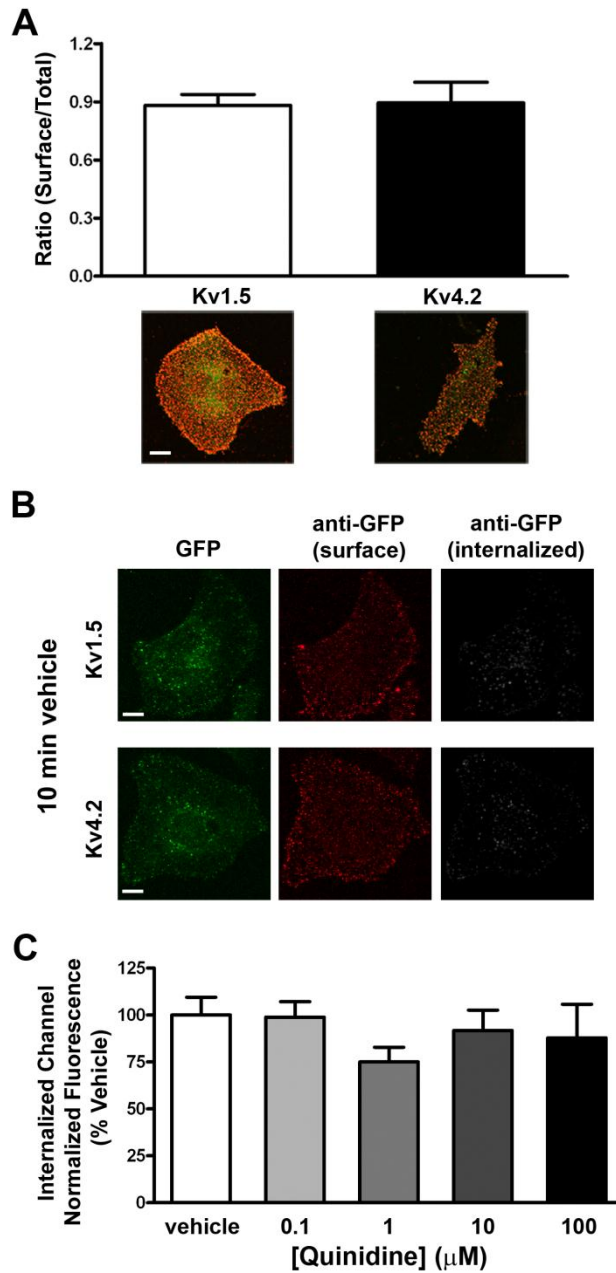 A
Ratio (Surface/Total)
1.2
0.9
0.6
0.3
0.0
Kv1.5 Kv4.2
B
GFP
anti-GFP
(surface)
anti-GFP
(internalized)
10 min vehicle
Kv1.5
Kv4.2
C
Internalized Channel
Normalized Fluorescence
(% Vehicle)
125
100
75
50
25
0
vehicle 0.1 1 10 100
[Quinidine] (μM)